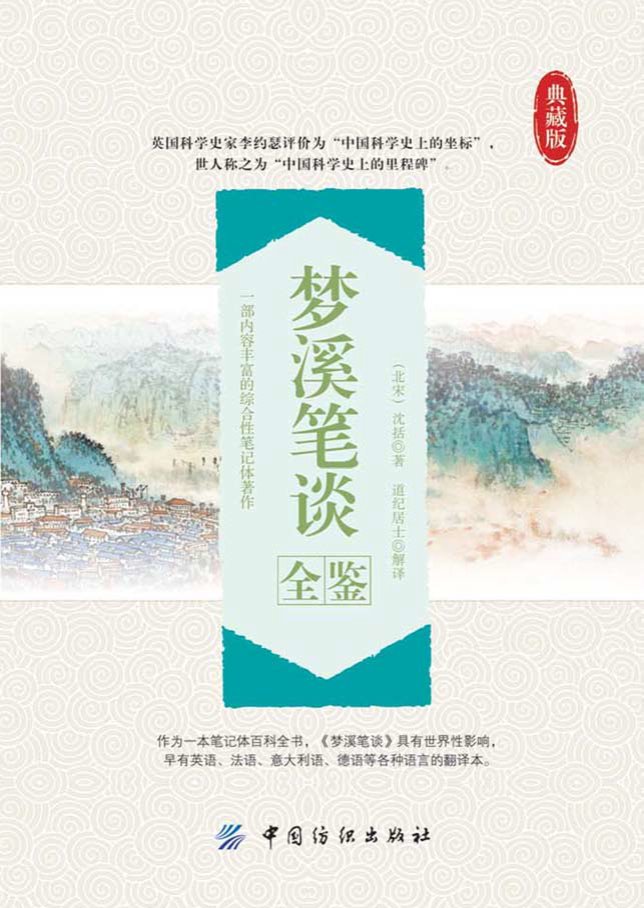 典藏版
英国科学史家李约瑟评价为“中国科学史上的坐标”，
世人称之为“中国科学史上的里程碑”。
梦溪笔谈
全鉴
一部内容丰富的综合性笔记体著作
（北宋）沈括◎著
道纪居士◎解译
作为一本笔记体百科全书，《梦溪笔谈》具有世界性影响，
早有英语、法语、意大利语、德语等各种语言的翻译本。
中国纺织出版社